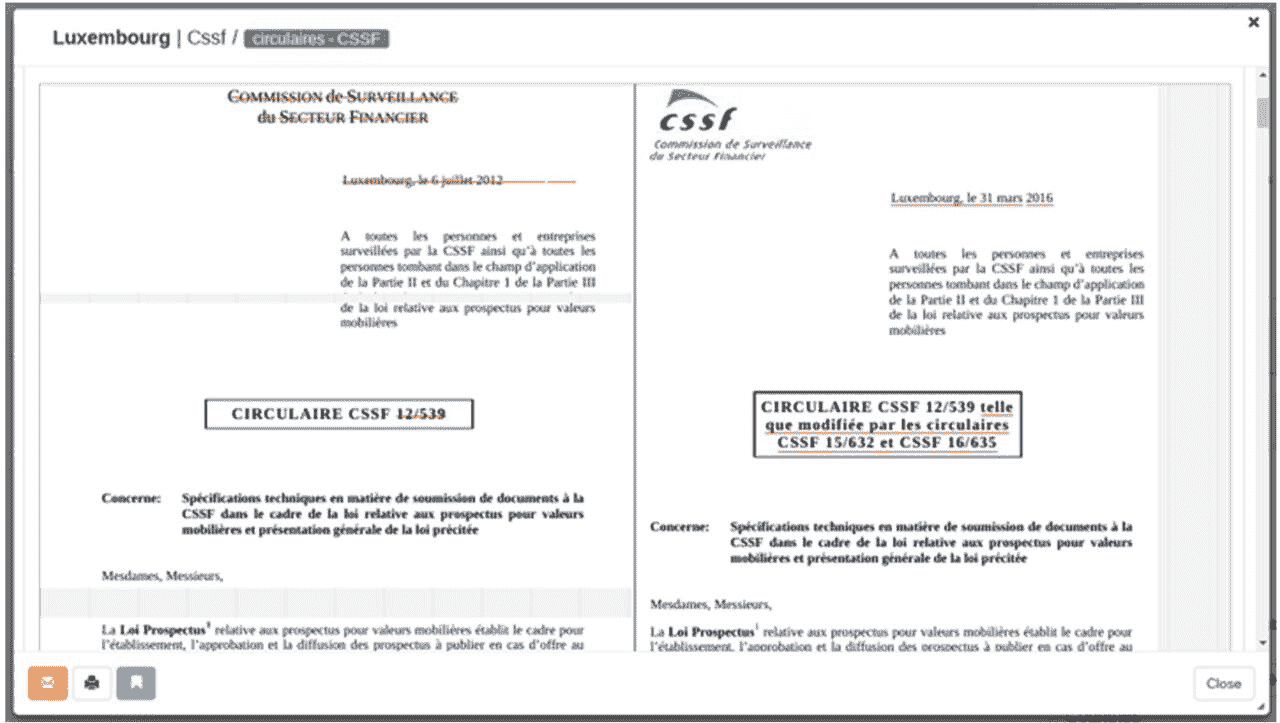 Luxembourg | Cssf / circulaires - CSSF
COMMISSION de SURVEILLANCE
du SECTEUR FINANCIER
Luxembourg, le 6 juillet 2012
A toutes les personnes et entreprises
surveillées par la CSSF ainsi qu'à toutes les
personnes tombant dans le champ d'application
de la Partie II et du Chapitre 1 de la Partie III
de la loi relative aux prospectus pour valeurs
mobilières
CIRCULAIRE CSSF 12/539
Concerne: Spécifications techniques en matière de soumission de documents à la
CSSF dans le cadre de la loi relative aux prospectus pour valeurs
mobilières et présentation générale de la loi précitée
Mesdames, Messieurs,
La Loi Prospectus¹ relative aux prospectus pour valeurs mobilières établit le cadre pour
l'établissement, l'approbation et la diffusion des prospectus à publier en cas d'offre au
cssf
Commission de Surveillance
du Secteur Financier
Luxembourg, le 31 mars 2016
A toutes les personnes et entreprises
surveillées par la CSSF ainsi qu'à toutes les
personnes tombant dans le champ d'application
de la Partie II et du Chapitre 1 de la Partie III
de la loi relative aux prospectus pour valeurs
mobilières
CIRCULAIRE CSSF 12/539 telle
que modifiée par les circulaires
CSSF 15/632 et CSSF 16/635
Concerne: Spécifications techniques en matière de soumission de documents à la
CSSF dans le cadre de la loi relative aux prospectus pour valeurs
mobilières et présentation générale de la loi précitée
Mesdames, Messieurs,
La Loi Prospectus¹ relative aux prospectus pour valeurs mobilières établit le cadre pour
l'établissement, l'approbation et la diffusion des prospectus à publier en cas d'offre au
Close